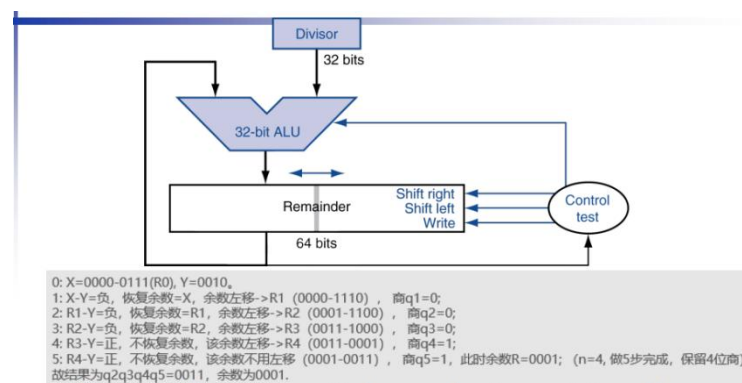 Divisor
32 bits
32-bit ALU
Remainder
Shift right
Shift left
Write
Control
test
64 bits
0: X=0000-0111(R0), Y=0010。
1: X-Y=负，恢复余数=X，余数左移->R1 (0000-1110) ，商q1=0;
2: R1-Y=负，恢复余数=R1，余数左移->R2 (0001-1100) ，商q2=0;
3: R2-Y=负，恢复余数=R2，余数左移->R3 (0011-1000) ，商q3=0;
4: R3-Y=正，不恢复余数，该余数左移->R4 (0011-0001) ，商q4=1;
5: R4-Y=正，不恢复余数，该余数不用左移 (0001-0011) ，商q5=1，此时余数R=0001; (n=4, 做5步完成，保留4位商)
故结果为q2q3q4q5=0011，余数为0001.